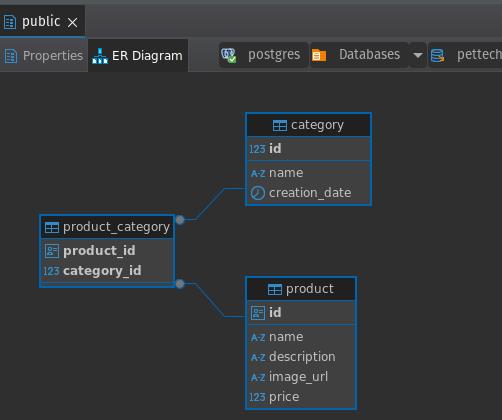 public
Properties
ER Diagram
postgres
Databases
pettech
category
123 id
A-Z name
creation_date
product_category
product_id
123 category_id
product
id
A-Z name
A-Z description
A-Z image_url
123 price